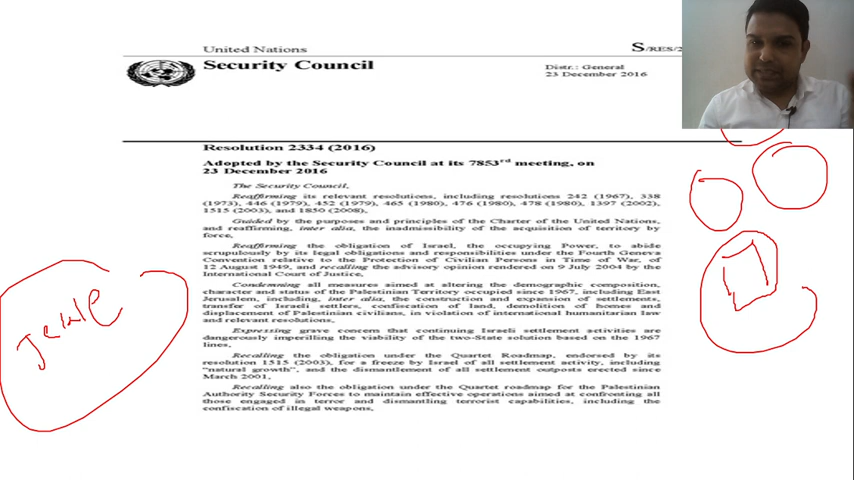 United Nations
S/RES/2
Security Council
Distr.: General
23 December 2016
Resolution 2334 (2016)
Adopted by the Security Council at its 7853rd meeting, on
23 December 2016
The Security Council,
Reaffirming its relevant resolutions, including resolutions 242 (1967), 338
(1973), 446 (1979), 452 (1979), 465 (1980), 476 (1980), 478 (1980), 1397 (2002),
1515 (2003), and 1850 (2008),
Guided by the purposes and principles of the Charter of the United Nations,
and reaffirming, inter alia, the inadmissibility of the acquisition of territory by
force,
Reaffirming the obligation of Israel, the occupying Power, to abide
scrupulously by its legal obligations and responsibilities under the Fourth Geneva
Convention relative to the Protection of Civilian Persons in Time of War, of
12 August 1949, and recalling the advisory opinion rendered on 9 July 2004 by the
International Court of Justice,
Condemning all measures aimed at altering the demographic composition,
character and status of the Palestinian Territory occupied since 1967, including East
Jerusalem, including, inter alia, the construction and expansion of settlements,
transfer of Israeli settlers, confiscation of land, demolition of homes and
displacement of Palestinian civilians, in violation of international humanitarian law
and relevant resolutions,
Expressing grave concern that continuing Israeli settlement activities are
dangerously imperilling the viability of the two-State solution based on the 1967
lines,
Recalling the obligation under the Quartet Roadmap, endorsed by its
resolution 1515 (2003), for a freeze by Israel of all settlement activity, including
"natural growth", and the dismantlement of all settlement outposts erected since
March 2001,
Recalling also the obligation under the Quartet roadmap for the Palestinian
Authority Security Forces to maintain effective operations aimed at confronting all
those engaged in terror and dismantling terrorist capabilities, including the
confiscation of illegal weapons,